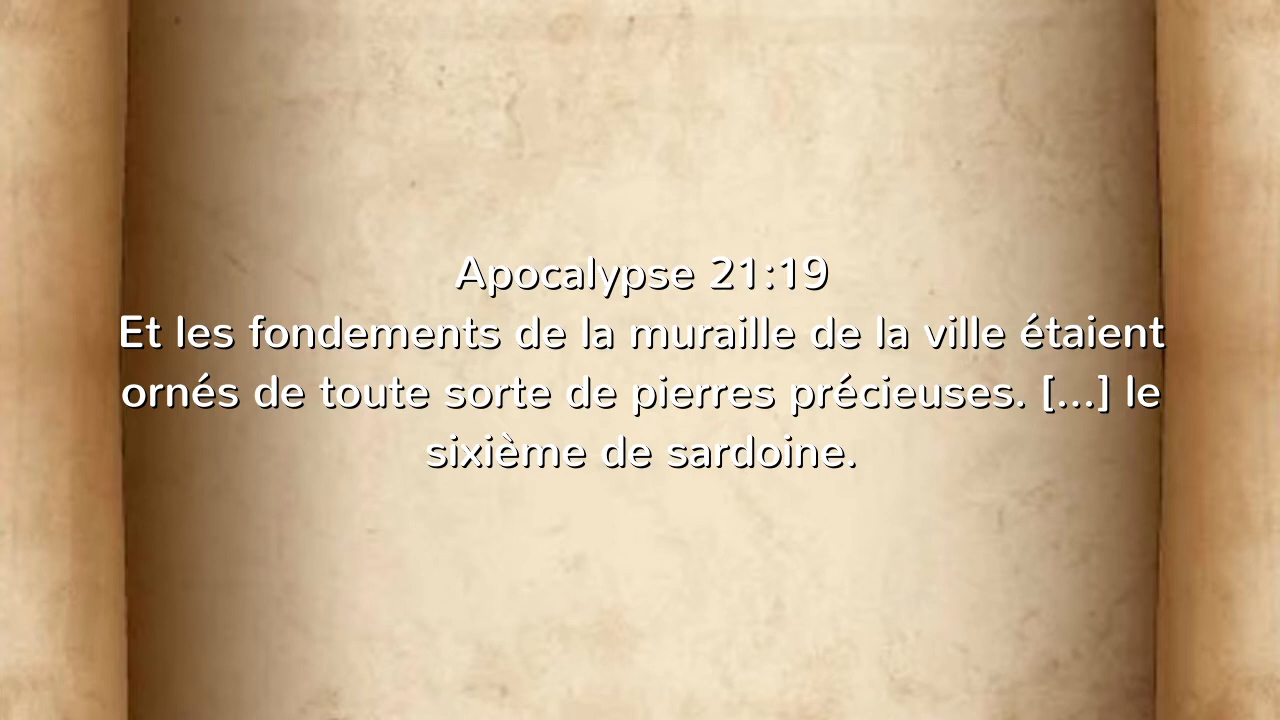 Apocalypse 21:19
Et les fondements de la muraille de la ville étaient
ornés de toute sorte de pierres précieuses. [...] le
sixième de sardoine.